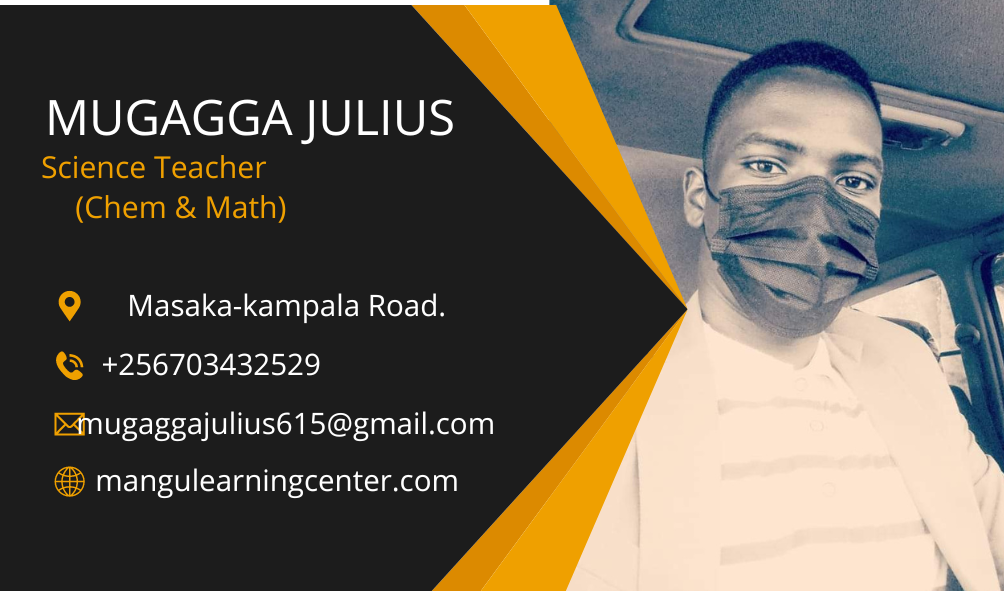 MUGAGGA JULIUS
Science Teacher
(Chem & Math)
Masaka-kampala Road.
+256703432529
mugaggajulius615@gmail.com
mangulearningcenter.com